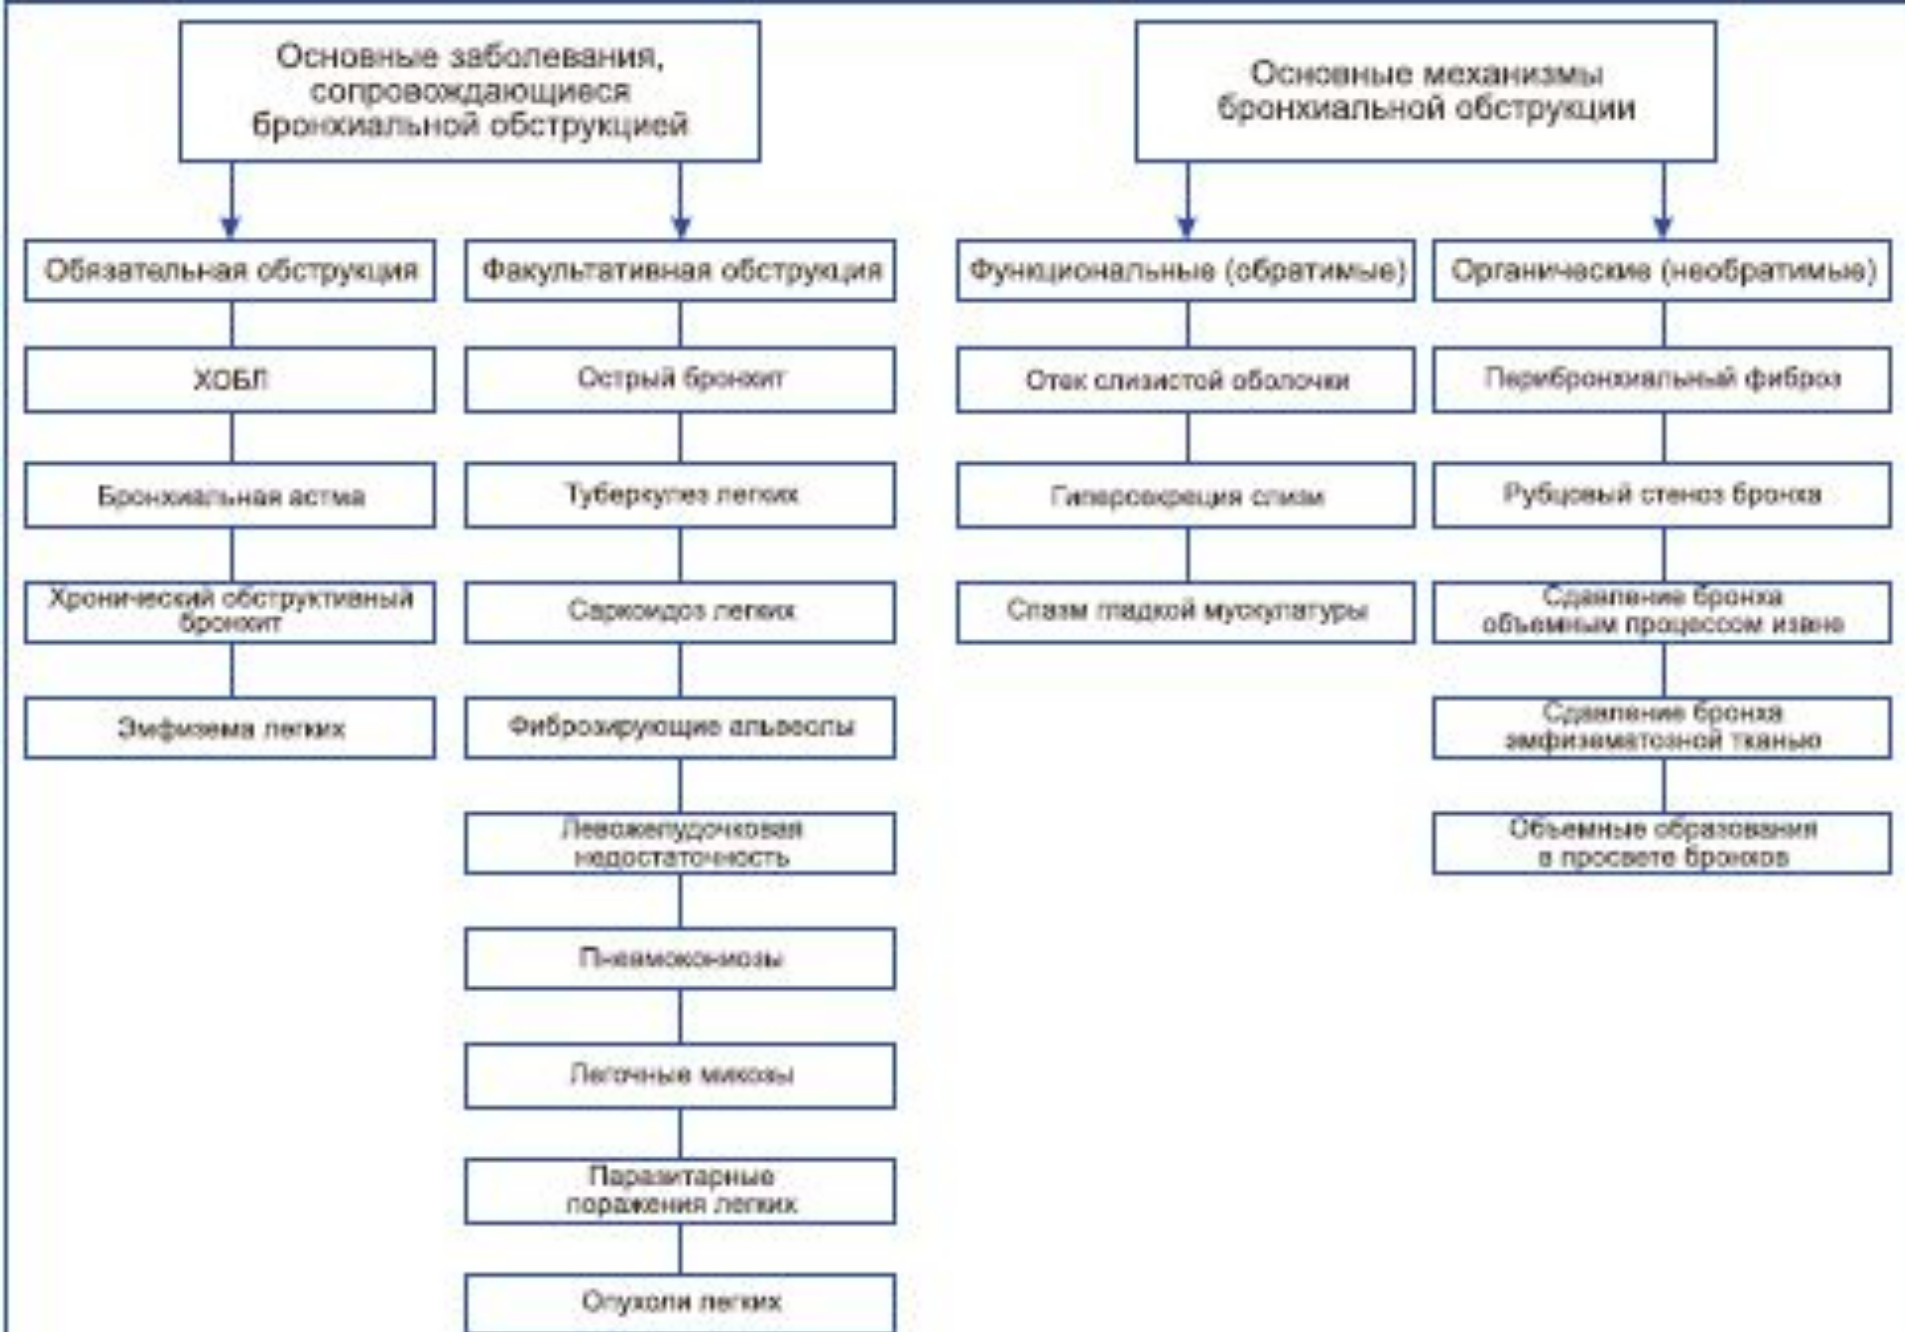 Основные заболевания,
сопровождающиеся
бронхиальной обструкцией
Обязательная обструкция
ХОБЛ
Бронхиальная астма
Хронический обструктивный
бронхит
Эмфизема легких
Факультативная обструкция
Острый бронхит
Туберкулез легких
Саркоидоз легких
Фиброзирующие альвеолы
Левожелудочковая
недостаточность
Пневмокониозы
Легочные микозы
Паразитарные
поражения легких
Опухоли легких
Основные механизмы
бронхиальной обструкции
Функциональные (обратимые)
Отек слизистой оболочки
Гиперсекреция слизи
Спазм гладкой мускулатуры
Органические (необратимые)
Перибронхиальный фиброз
Рубцовый стеноз бронха
Сдавление бронха
объемным процессом извне
Сдавление бронха
эмфизематозной тканью
Объемные образования
в просвете бронхов